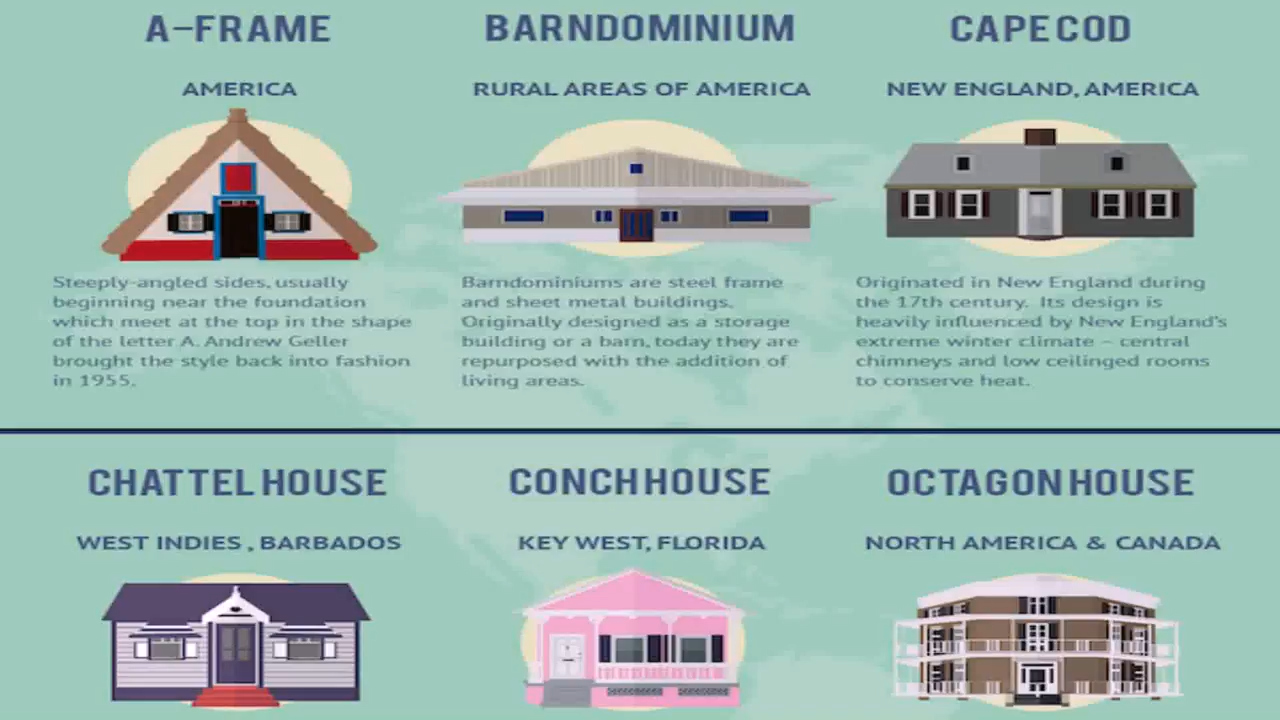 A-FRAME
AMERICA
Steeply-angled sides, usually
beginning near the foundation
which meet at the top in the shape
of the letter A. Andrew Geller
brought the style back into fashion
in 1955.
BARNDOMINIUM
RURAL AREAS OF AMERICA
Barndominiums are steel frame
and sheet metal buildings.
Originally designed as a storage
building or a barn, today they are
repurposed with the addition of
living areas.
CAPE COD
NEW ENGLAND, AMERICA
Originated in New England during
the 17th century. Its design is
heavily influenced by New England's
extreme winter climate – central
chimneys and low ceilinged rooms
to conserve heat.
CHATTEL HOUSE
WEST INDIES , BARBADOS
CONCH HOUSE
KEY WEST, FLORIDA
OCTAGON HOUSE
NORTH AMERICA & CANADA